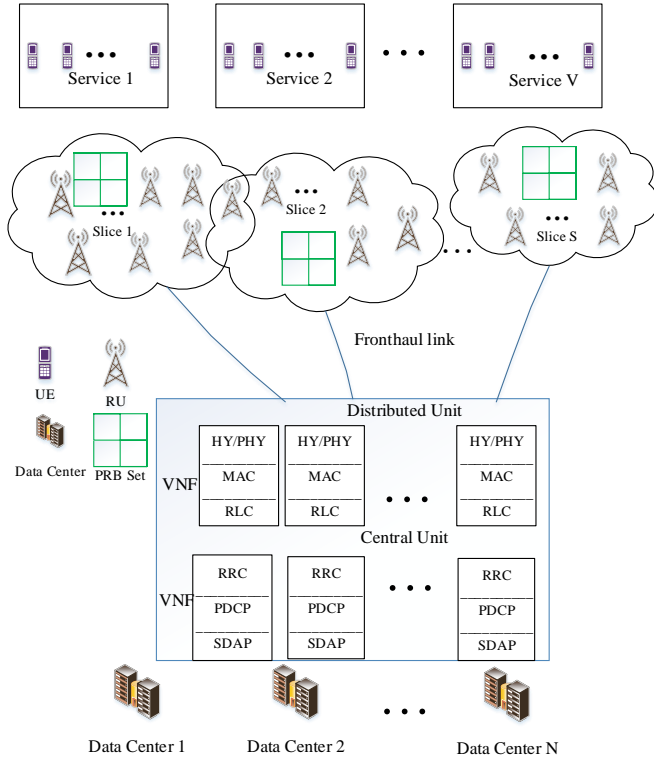 Service 1
Service 2
Service V
Slice 1
Slice 2
Slice S
Fronthaul link
UE
RU
Data Center
PRB Set
Distributed Unit
VNF
HY/PHY
MAC
RLC
HY/PHY
MAC
RLC
HY/PHY
MAC
RLC
Central Unit
VNF
RRC
PDCP
SDAP
RRC
PDCP
SDAP
RRC
PDCP
SDAP
Data Center 1
Data Center 2
Data Center N